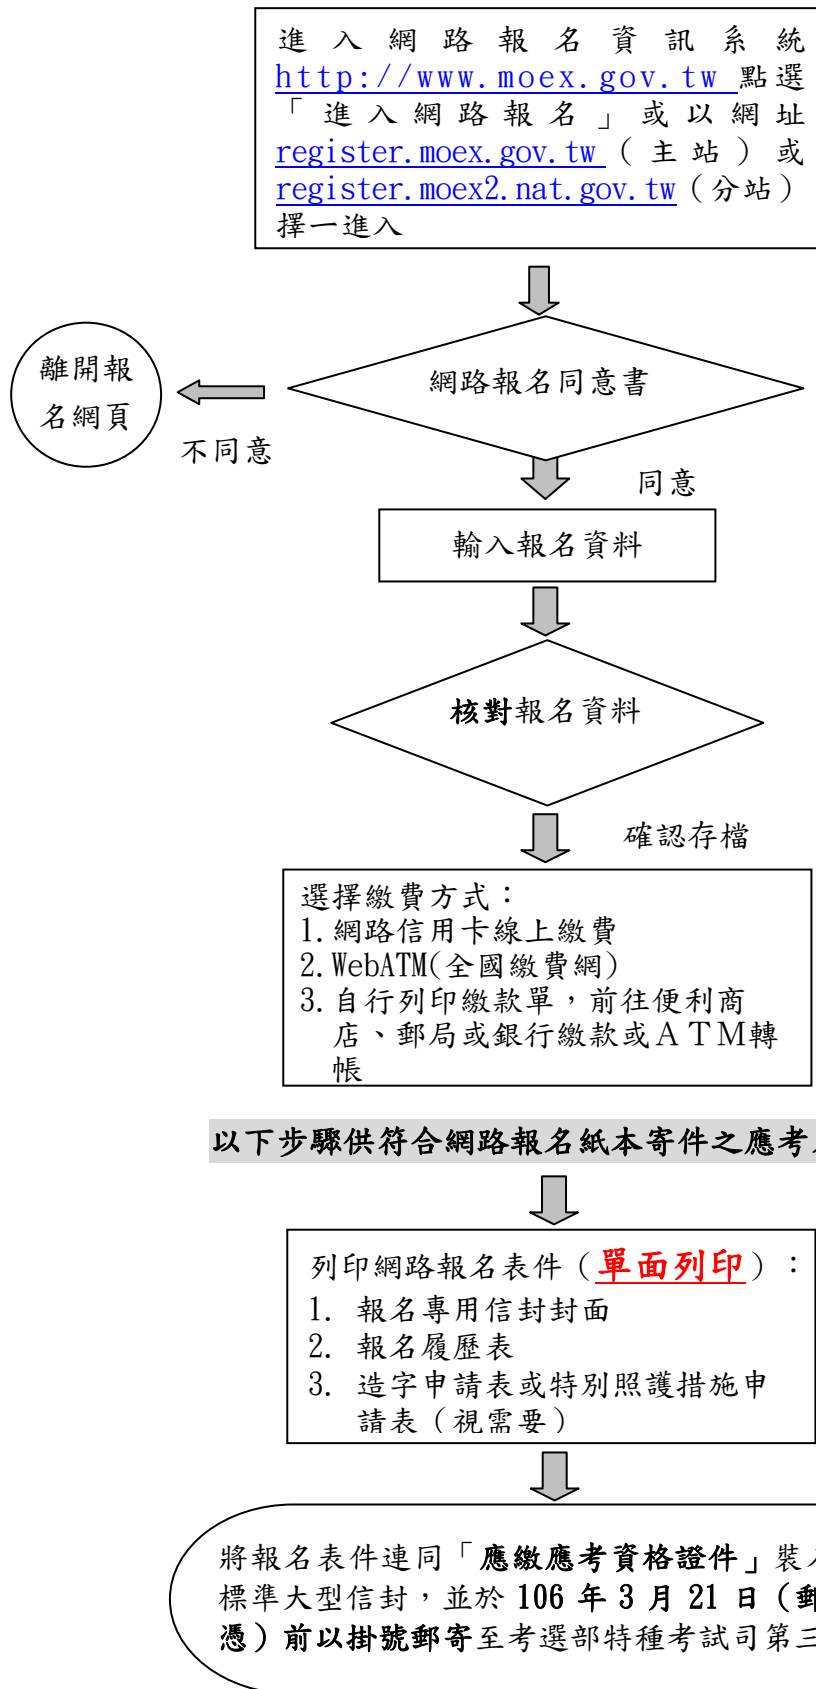 進入網路報名資訊系統
http://www.moex.gov.tw 點選
「進入網路報名」或以網址
register.moex.gov.tw（主站）或
register.moex2.nat.gov.tw（分站）
擇一進入
網路報名同意書
離開報
名網頁
不同意
同意
輸入報名資料
核對報名資料
確認存檔
選擇繳費方式：
1.網路信用卡線上繳費
2.WebATM(全國繳費網)
3.自行列印繳款單，前往便利商
店、郵局或銀行繳款或ＡＴＭ轉
帳
以下步驟供符合網路報名紙本寄件之應考
列印網路報名表件（單面列印）：
1. 報名專用信封封面
2. 報名履歷表
3. 造字申請表或特別照護措施申
請表（視需要）
將報名表件連同「應繳應考資格證件」裝
標準大型信封，並於 106 年 3 月 21 日（郵
憑）前以掛號郵寄至考選部特種考試司第三